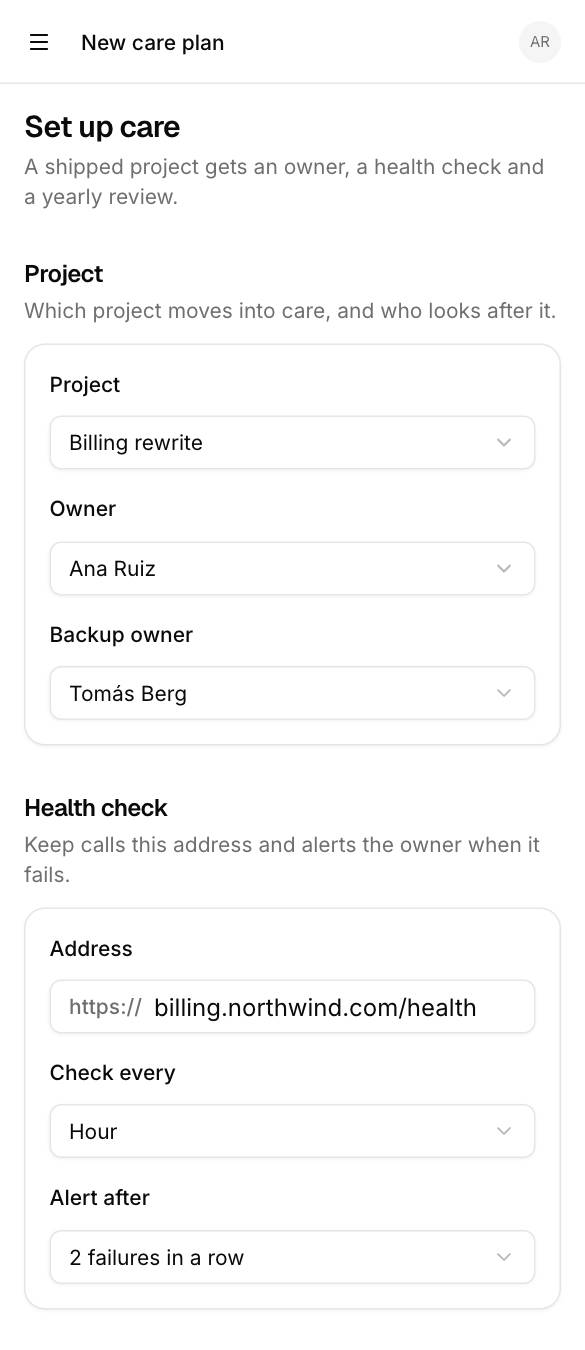 New care plan
AR
Set up care
A shipped project gets an owner, a health check and
a yearly review.
Project
Which project moves into care, and who looks after it.
Project
Billing rewrite
Owner
Ana Ruiz
Backup owner
Tomás Berg
Health check
Keep calls this address and alerts the owner when it
fails.
Address
https:// billing.northwind.com/health
Check every
Hour
Alert after
2 failures in a row